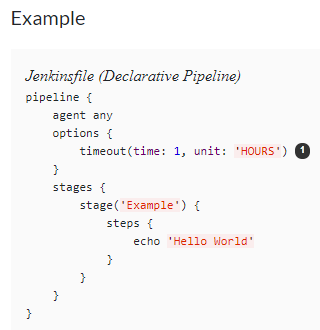 Example
Jenkinsfile (Declarative Pipeline)
pipeline {
    agent any
    options {
        timeout(time: 1, unit: 'HOURS') 1
    }
    stages {
        stage('Example') {
            steps {
                echo 'Hello World'
            }
        }
    }
}